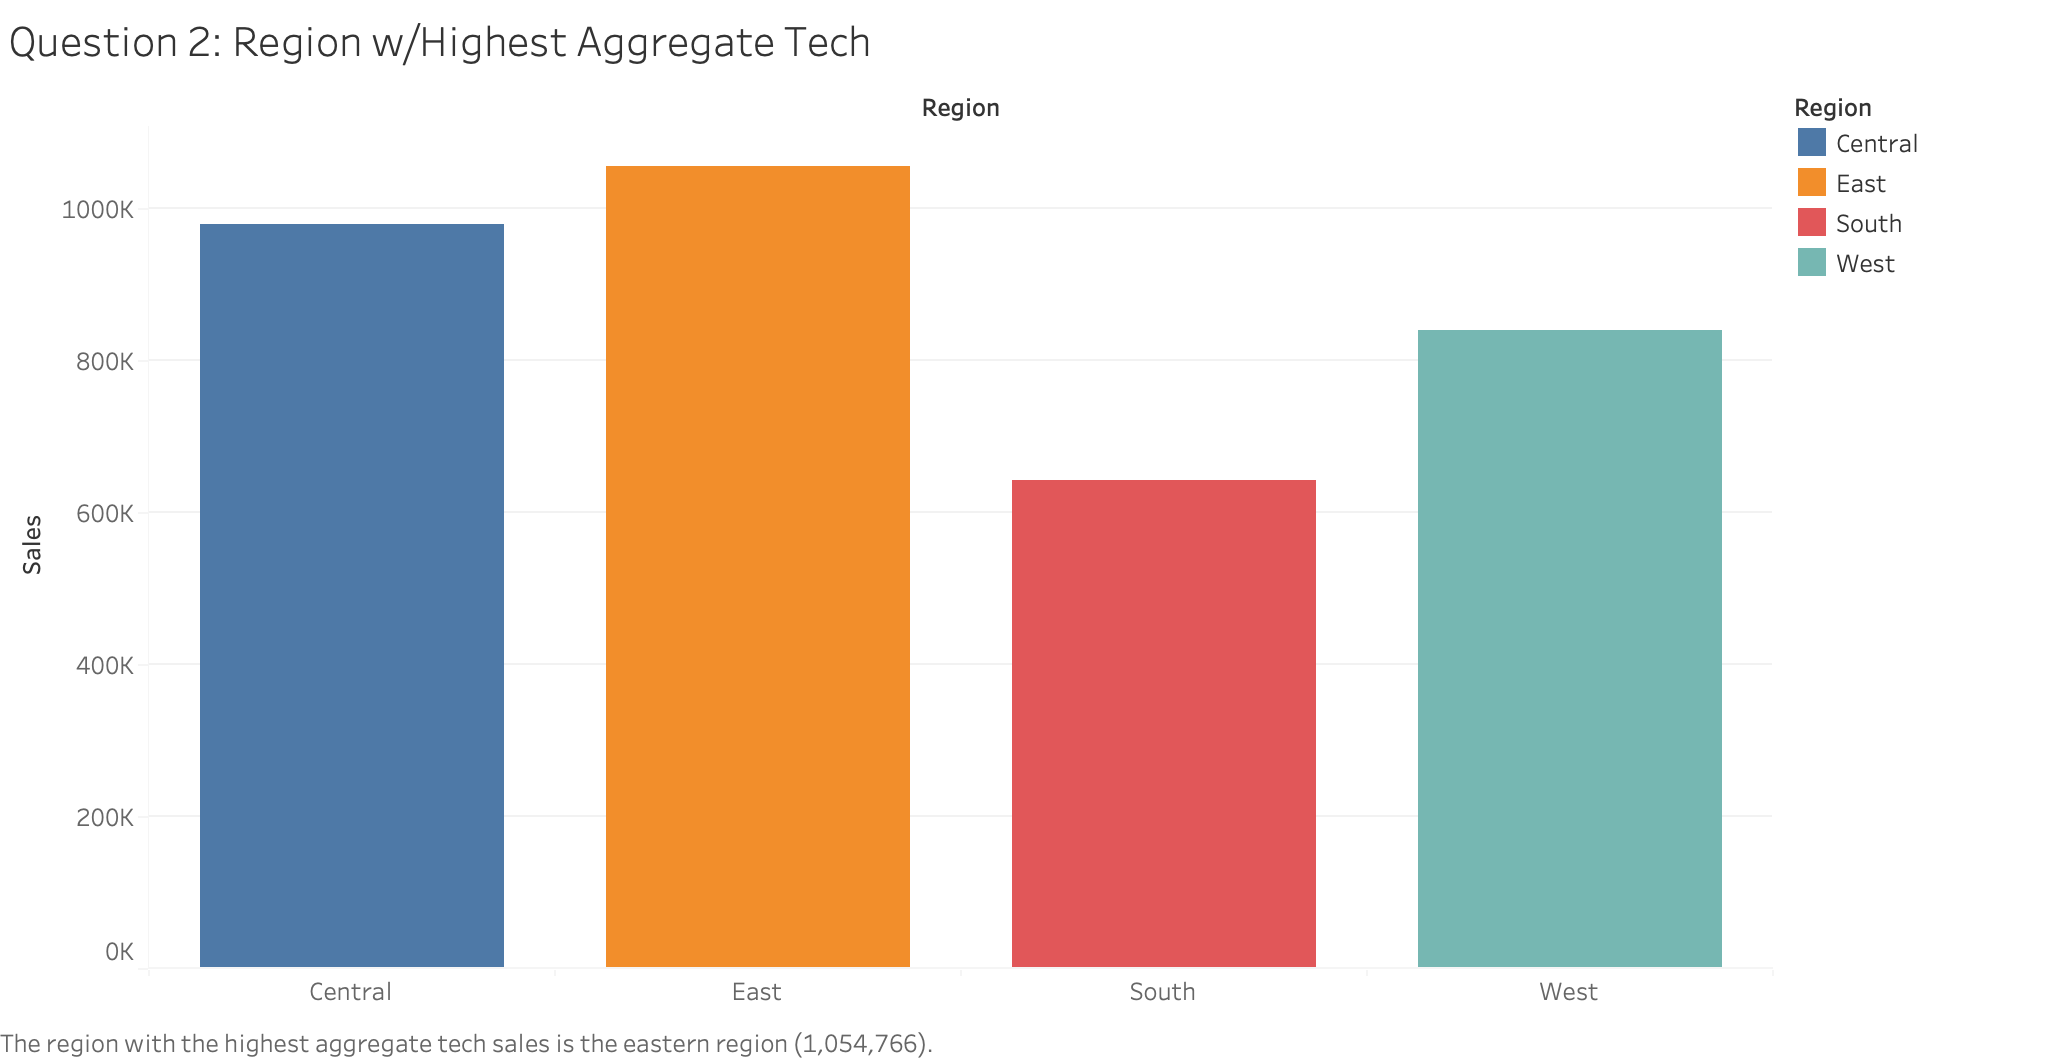 Question 2: Region w/Highest Aggregate Tech
Region
Region
Central
East
South
West
1000K
800K
600K
400K
200K
0K
Sales
Central
East
South
West
The region with the highest aggregate tech sales is the eastern region (1,054,766).